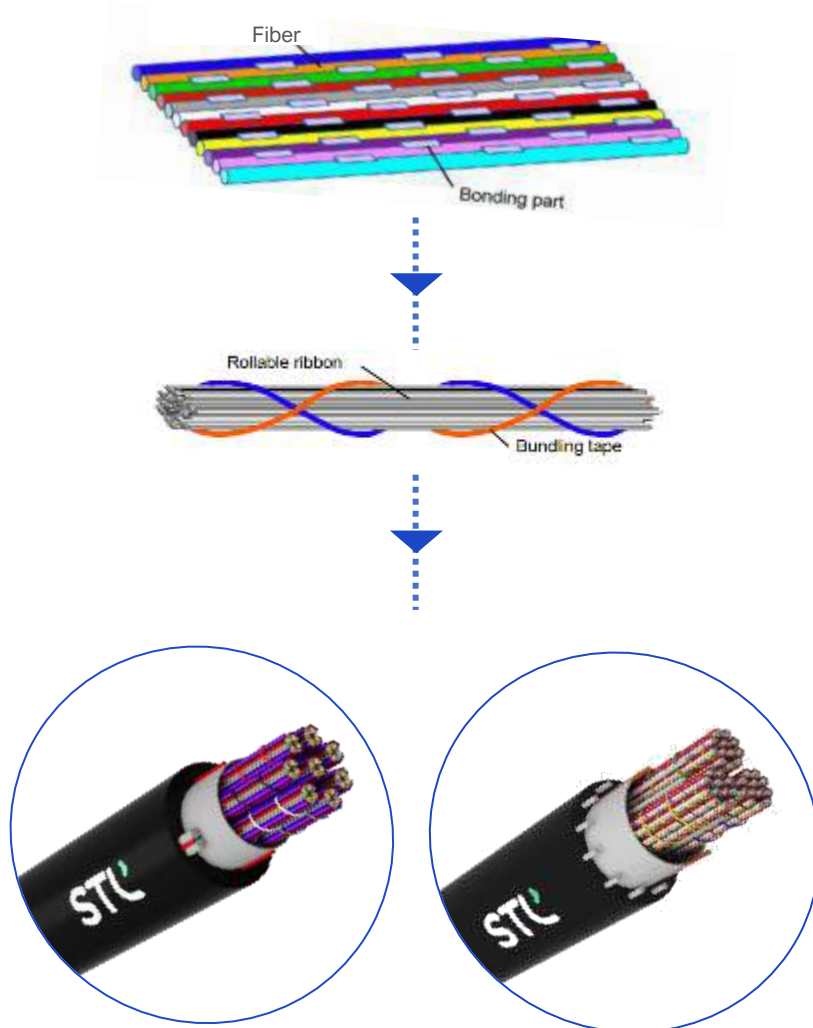 Fiber
Bonding part
Rollable ribbon
Bundling tape
STL
STL